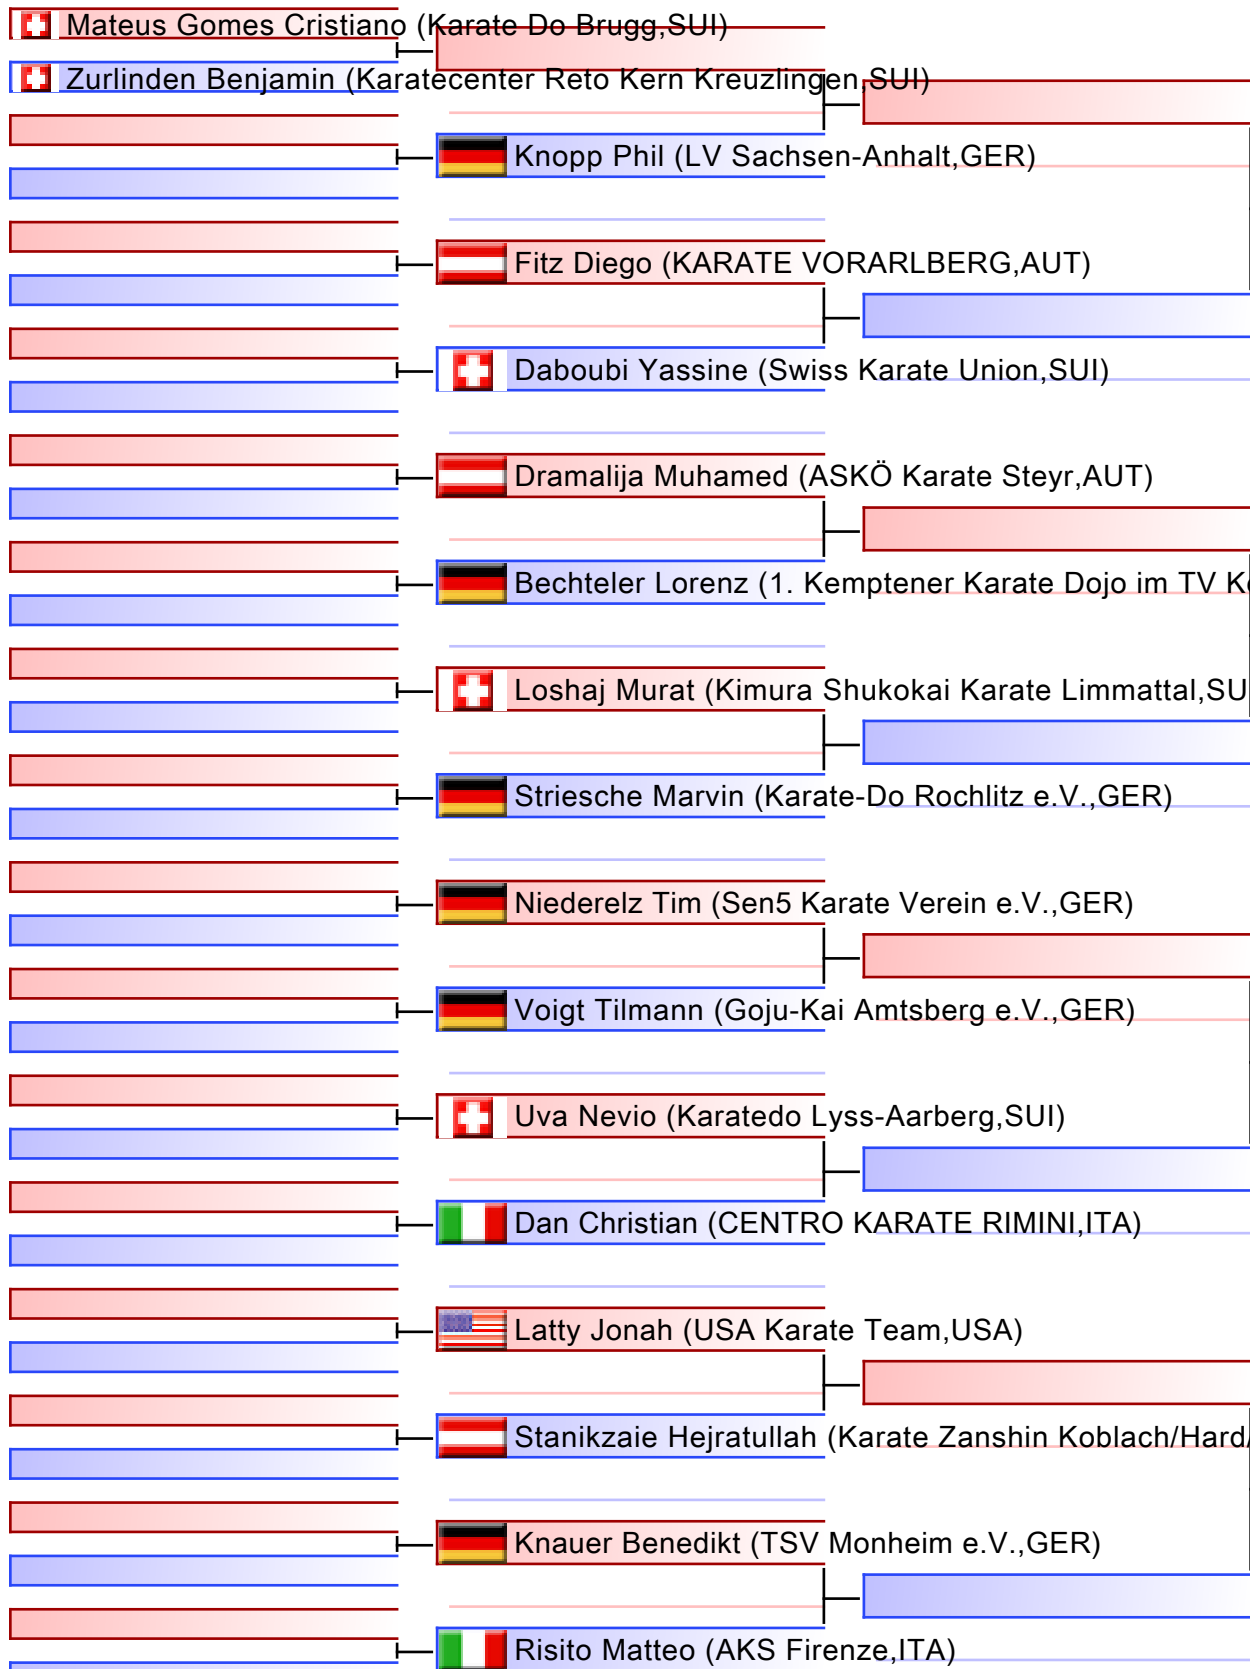 Mateus Gomes Cristiano (Karate Do Brugg,SUI)
Zurlinden Benjamin (Karatecenter Reto Kern Kreuzlingen,SUI)
Knopp Phil (LV Sachsen-Anhalt,GER)
Fitz Diego (KARATE VORARLBERG,AUT)
Daboubi Yassine (Swiss Karate Union,SUI)
Dramalija Muhamed (ASKÖ Karate Steyr,AUT)
Bechteler Lorenz (1. Kemptener Karate Dojo im TV
Loshaj Murat (Kimura Shukokai Karate Limmattal,SU
Striesche Marvin (Karate-Do Rochlitz e.V.,GER)
Niederelz Tim (Sen5 Karate Verein e.V.,GER)
Voigt Tilmann (Goju-Kai Amtsberg e.V.,GER)
Uva Nevio (Karatedo Lyss-Aarberg,SUI)
Dan Christian (CENTRO KARATE RIMINI,ITA)
Latty Jonah (USA Karate Team,USA)
Stanikzaie Hejratullah (Karate Zanshin Koblach/Hard/
Knauer Benedikt (TSV Monheim e.V.,GER)
Risito Matteo (AKS Firenze,ITA)